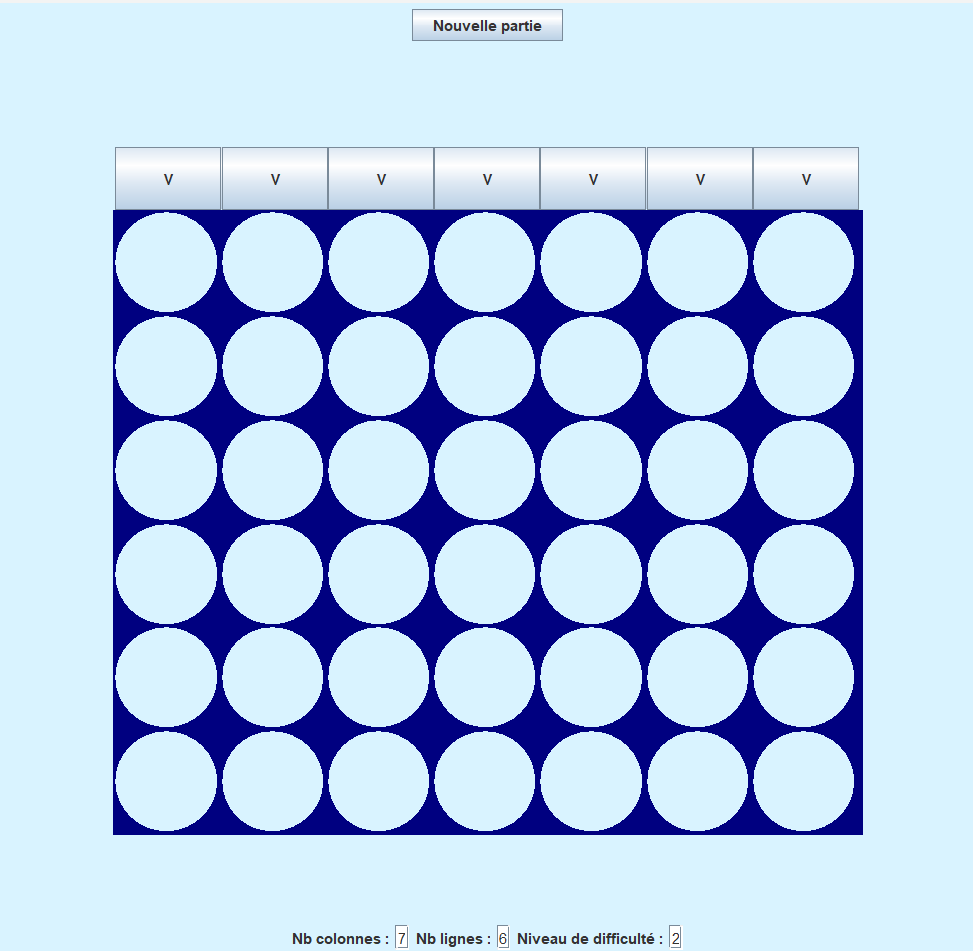 Nouvelle partie
V V V V V V V
Nb colonnes : 7 Nb lignes : 6 Niveau de difficulté : 2